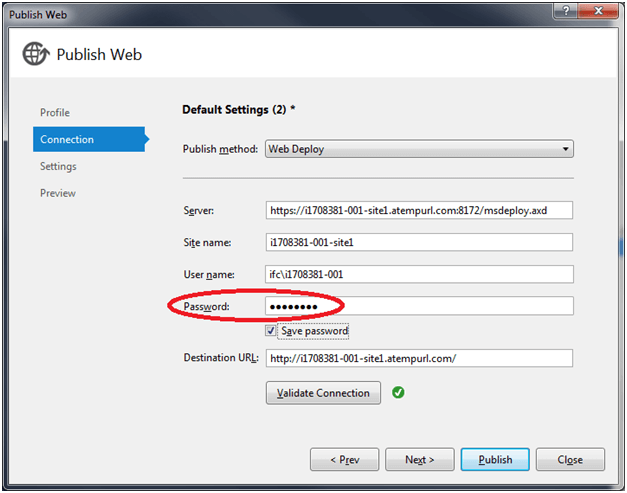 Publish Web
Publish Web
Profile
Connection
Settings
Preview
Default Settings (2) *
Publish method: Web Deploy
Server: https://i1708381-001-site1.atempurl.com:8172/msdeploy.axd
Site name: i1708381-001-site1
User name: ifc\i1708381-001
Password: ●●●●●●●●
Save password
Destination URL: http://i1708381-001-site1.atempurl.com/
Validate Connection
< Prev Next > Publish Close